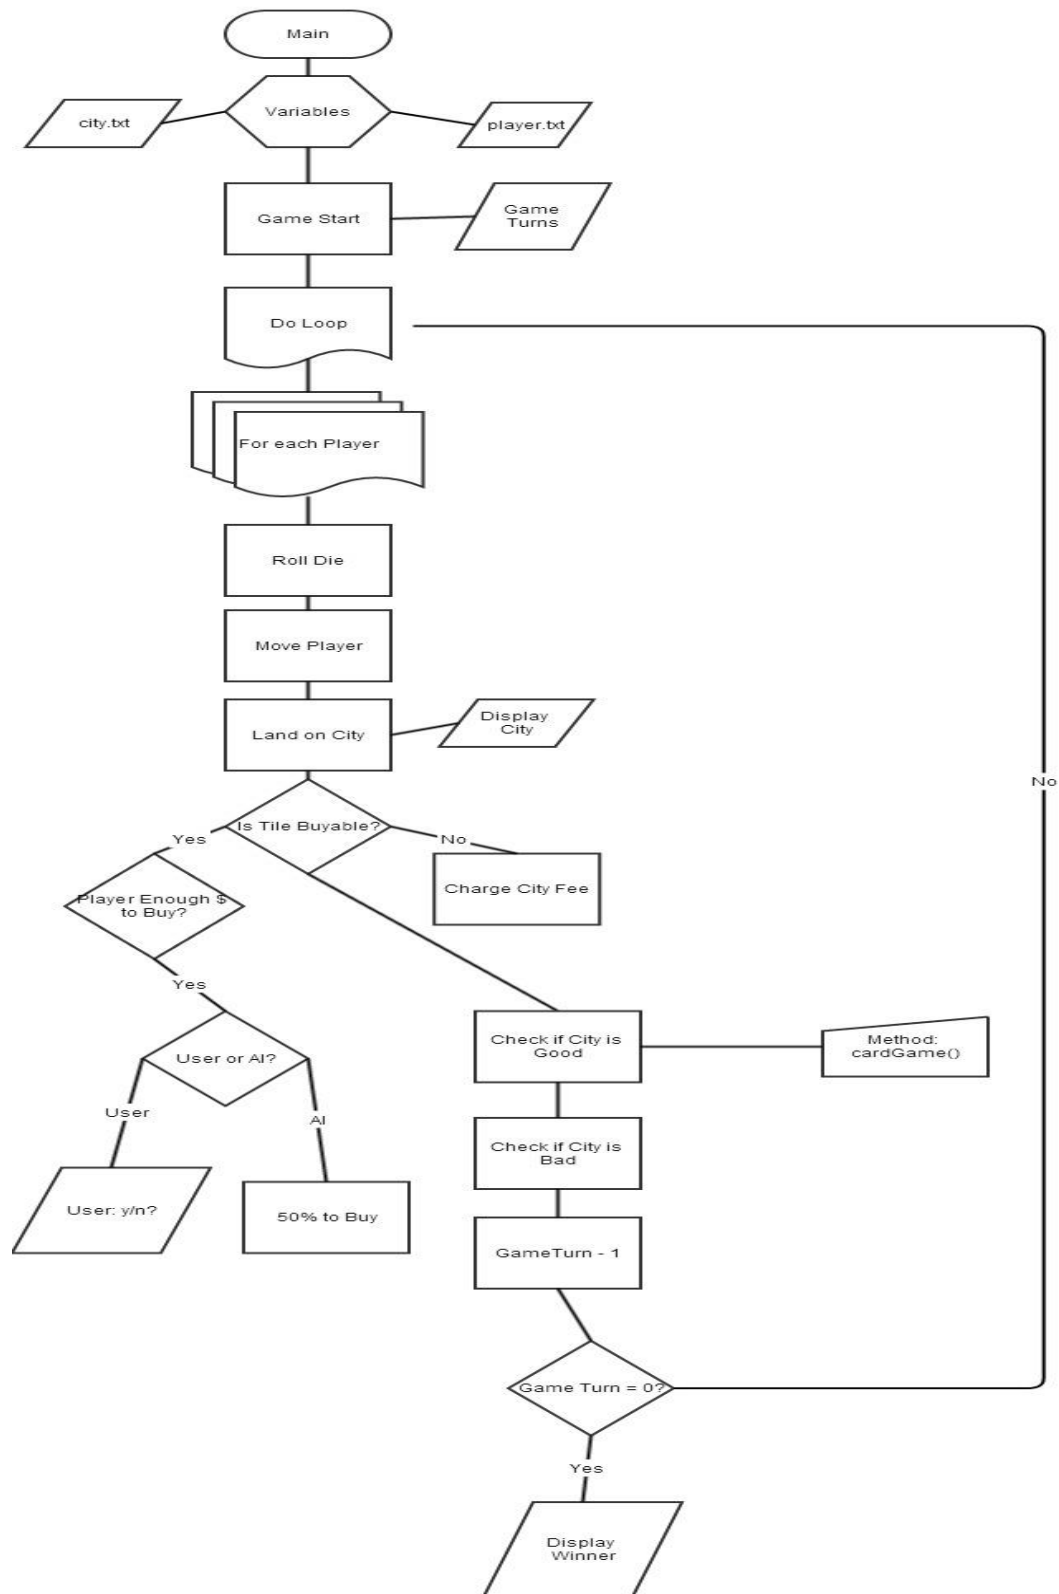 Main
city.txt
Variables
player.txt
Game Start
Game
Turns
Do Loop
For each Player
Roll Die
Move Player
Land on City
Display
City
Is Tile Buyable?
Yes
No
No
Charge City Fee
Player Enough $
to Buy?
Yes
User or AI?
Check if City is
Good
Method:
cardGame()
User
AI
Check if City is
Bad
User: y/n?
50% to Buy
GameTurn - 1
Game Turn = 0?
Yes
Display
Winner